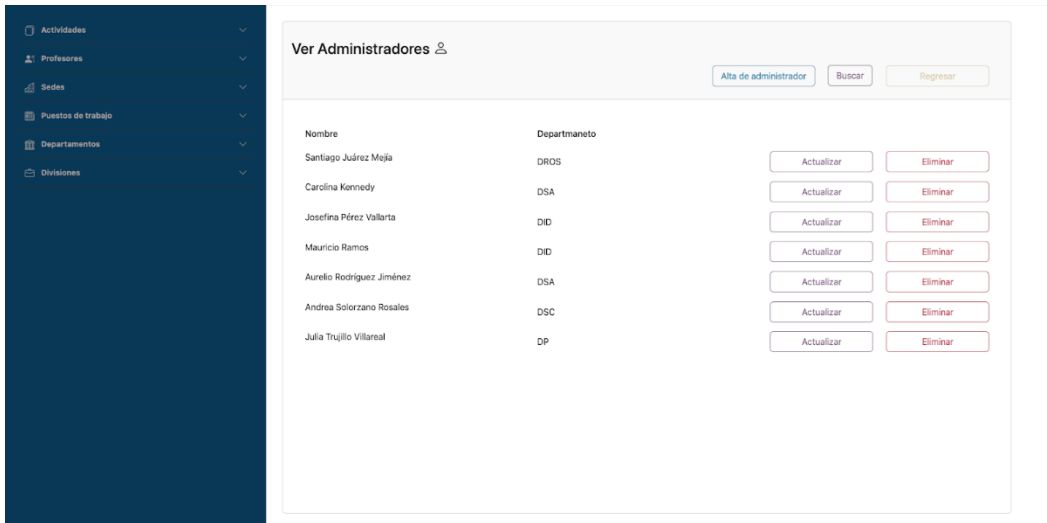 Actividades
Profesores
Sedes
Puestos de trabajo
Departamentos
Divisiones
Ver Administradores
Alta de administrador Buscar Regresar
Nombre Departmaneto
Santiago Juárez Mejía DROS Actualizar Eliminar
Carolina Kennedy DSA Actualizar Eliminar
Josefina Pérez Vallarta DID Actualizar Eliminar
Mauricio Ramos DID Actualizar Eliminar
Aurelio Rodríguez Jiménez DSA Actualizar Eliminar
Andrea Solorzano Rosales DSC Actualizar Eliminar
Julia Trujillo Villareal DP Actualizar Eliminar